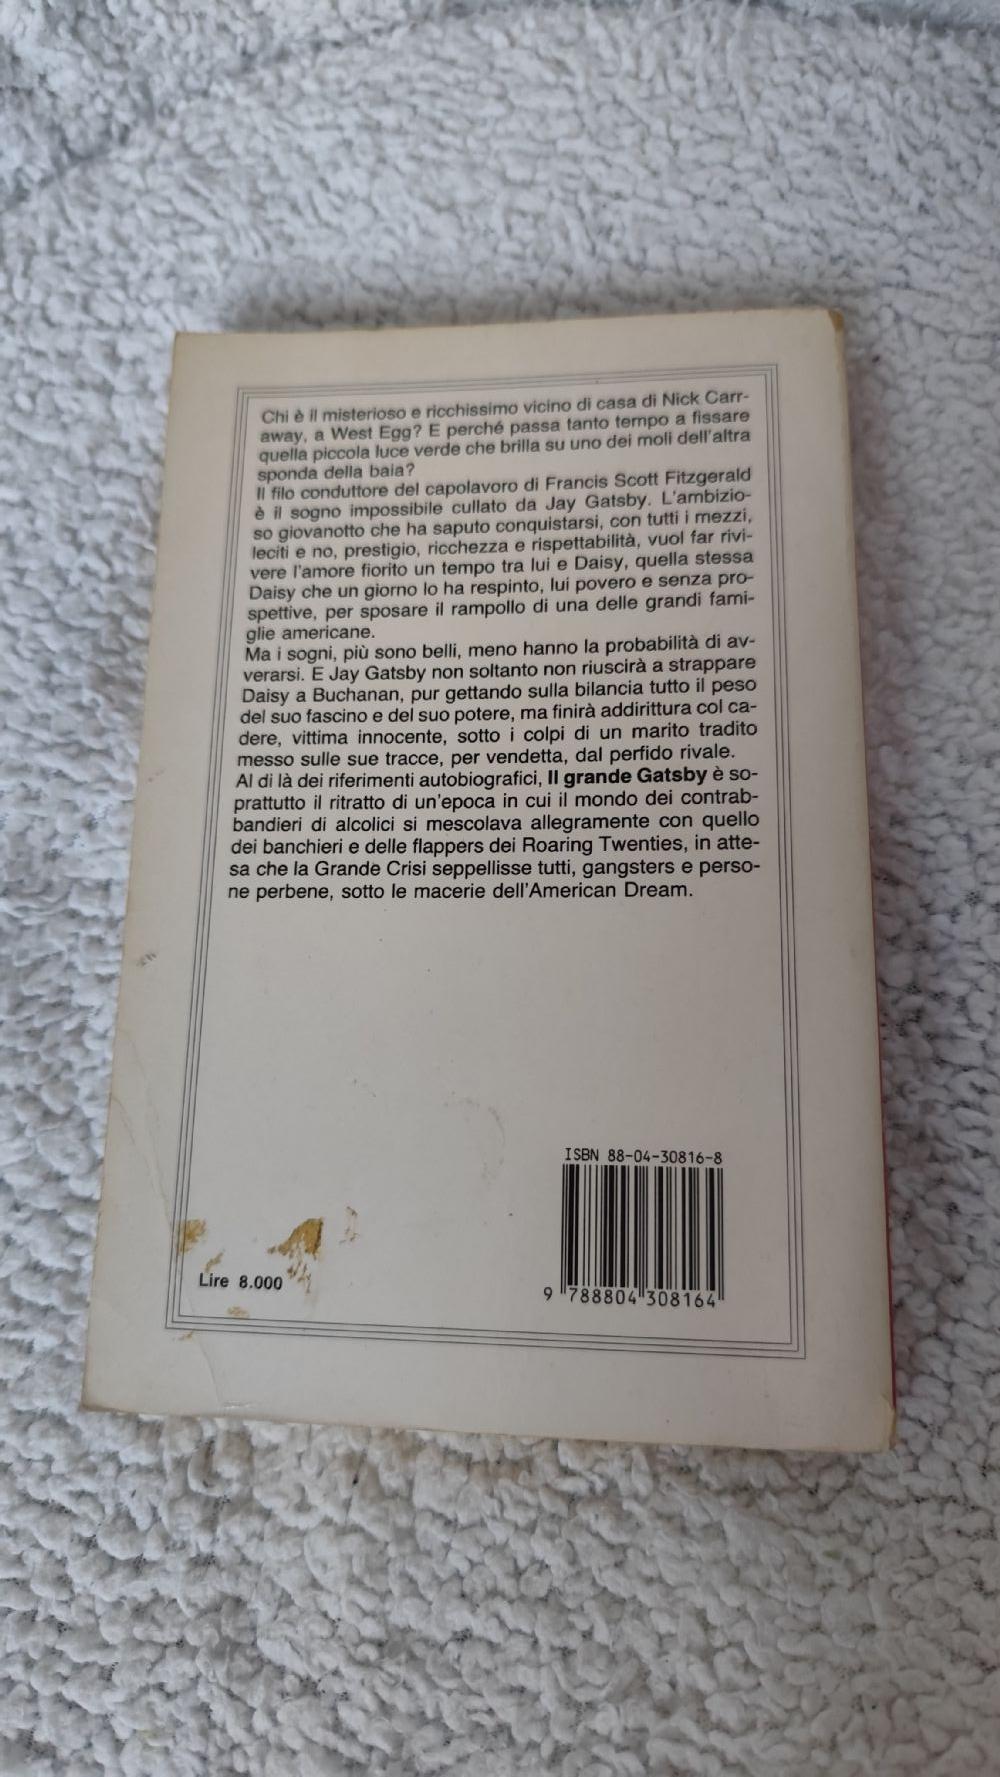 Chi è il misterioso e ricchissimo vicino di casa di Nick Carr-
away, a West Egg? E perché passa tanto tempo a fissare
quella piccola luce verde che brilla su uno dei moli dell'altra
sponda della baia?
Il filo conduttore del capolavoro di Francis Scott Fitzgerald
è il sogno impossibile cullato da Jay Gatsby. L'ambizio-
so giovanotto che ha saputo conquistarsi, con tutti i mezzi,
leciti e no, prestigio, ricchezza e rispettabilità, vuol far rivi-
vere l'amore fiorito un tempo tra lui e Daisy, quella stessa
Daisy che un giorno lo ha respinto, lui povero e senza pro-
spettive, per sposare il rampollo di una delle grandi fami-
glie americane.
Ma i sogni, più sono belli, meno hanno la probabilità di av-
verarsi. E Jay Gatsby non soltanto non riuscirà a strappare
Daisy a Buchanan, pur gettando sulla bilancia tutto il peso
del suo fascino e del suo potere, ma finirà addirittura col ca-
dere, vittima innocente, sotto i colpi di un marito tradito
messo sulle sue tracce, per vendetta, dal perfido rivale.
Al di là dei riferimenti autobiografici, Il grande Gatsby è so-
prattutto il ritratto di un'epoca in cui il mondo dei contrab-
bandieri di alcolici si mescolava allegramente con quello
dei banchieri e delle flappers dei Roaring Twenties, in atte-
sa che la Grande Crisi seppellisse tutti, gangsters e perso-
ne perbene, sotto le macerie dell'American Dream.
ISBN 88-04-30816-8
Lire 8.000
9 788804 308164